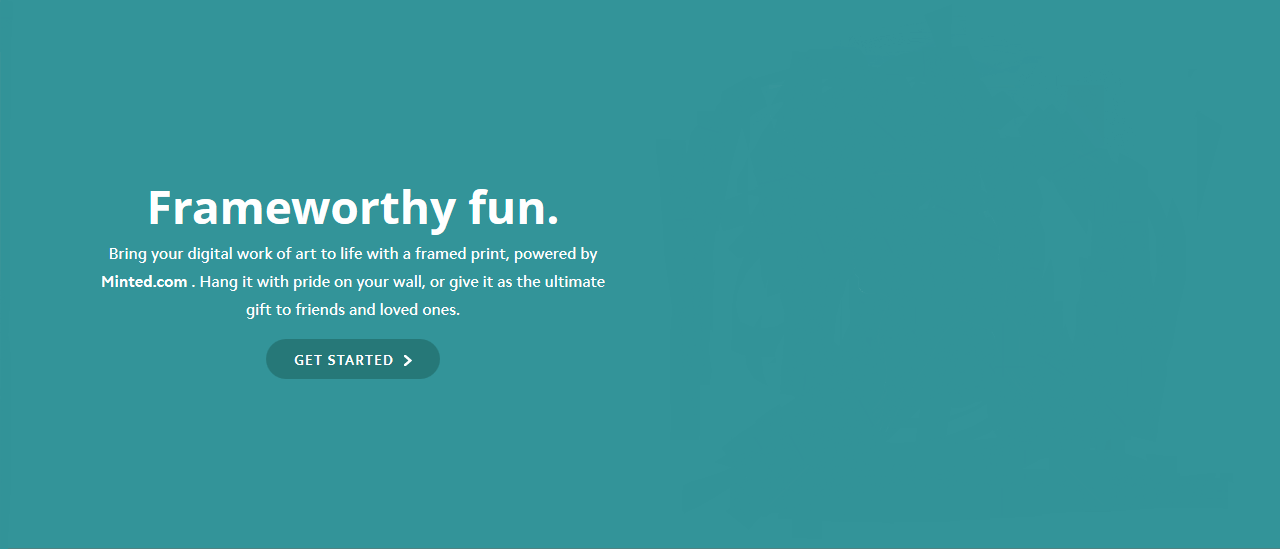 Frameworthy fun.
Bring your digital work of art to life with a framed print, powered by
Minted.com . Hang it with pride on your wall, or give it as the ultimate
gift to friends and loved ones.
GET STARTED